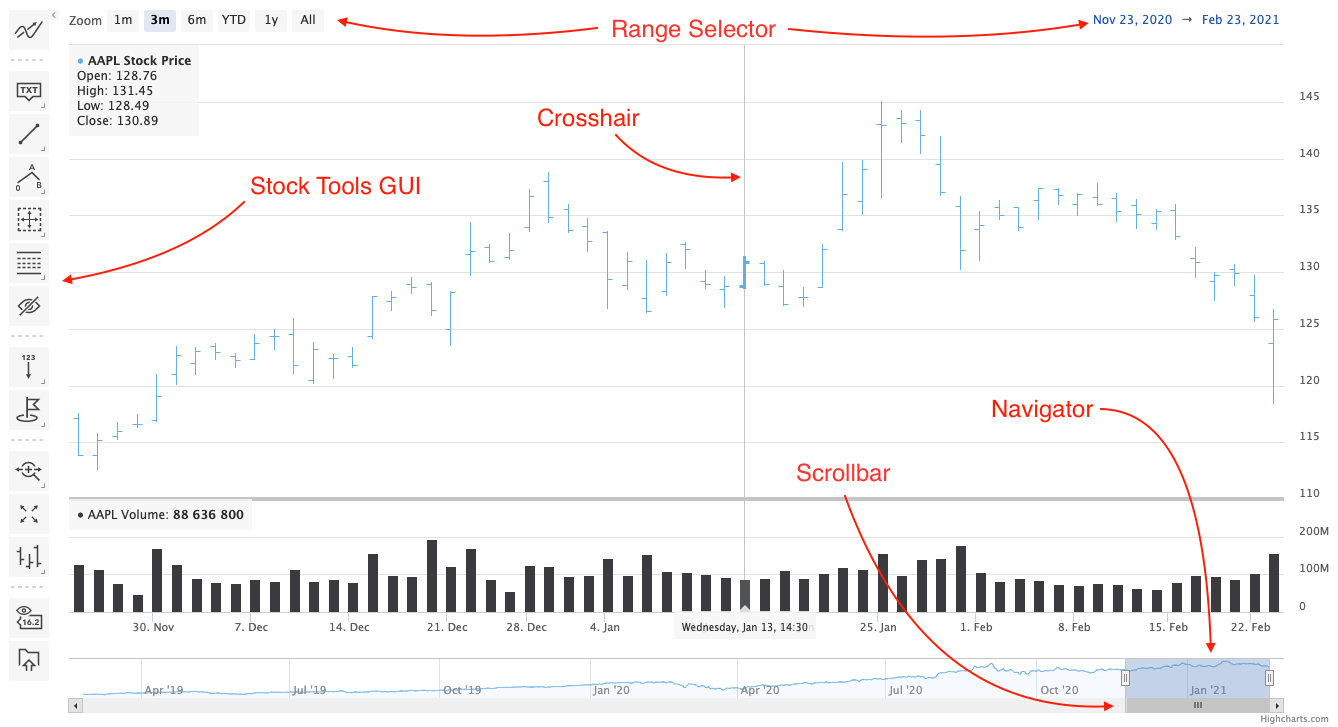 Zoom 1m 3m 6m YTD 1y All
Range Selector
Nov 23, 2020 → Feb 23, 2021
AAPL Stock Price
Open: 128.76
High: 131.45
Low: 128.49
Close: 130.89
TXT
A
0 B
123
16.2
Crosshair
Stock Tools GUI
Navigator
Scrollbar
145
140
135
130
125
120
115
110
AAPL Volume: 88 636 800
200M
100M
0
30. Nov 7. Dec 14. Dec 21. Dec 28. Dec 4. Jan Wednesday, Jan 13, 14:30 25. Jan 1. Feb 8. Feb 15. Feb 22. Feb
Apr '19 Jul '19 Oct '19 Jan '20 Apr '20 Jul '20 Oct '20 Jan '21
Highcharts.com